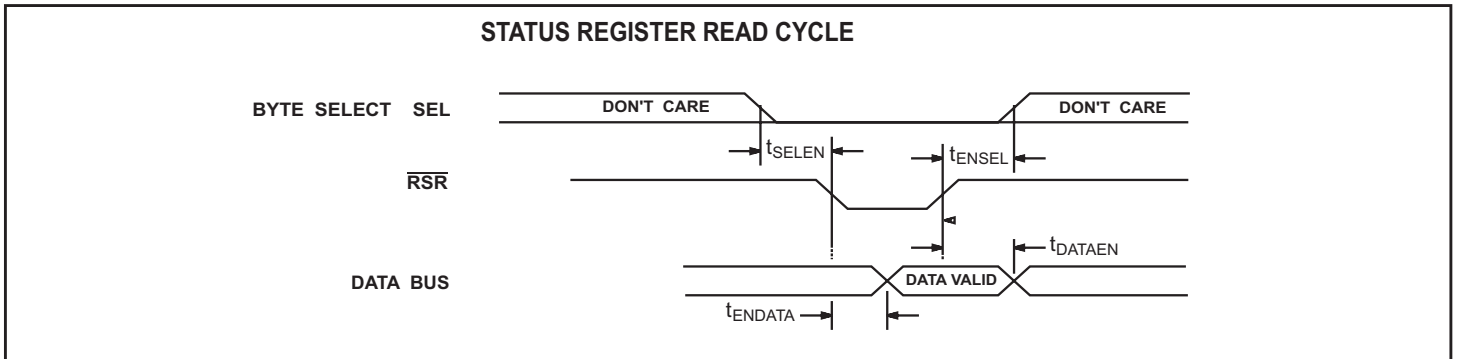 STATUS REGISTER READ CYCLE
BYTE SELECT SEL
DON'T CARE
DON'T CARE
tSELEN
tENSEL
RSR
tDATAEN
DATA BUS
DATA VALID
tENDATA